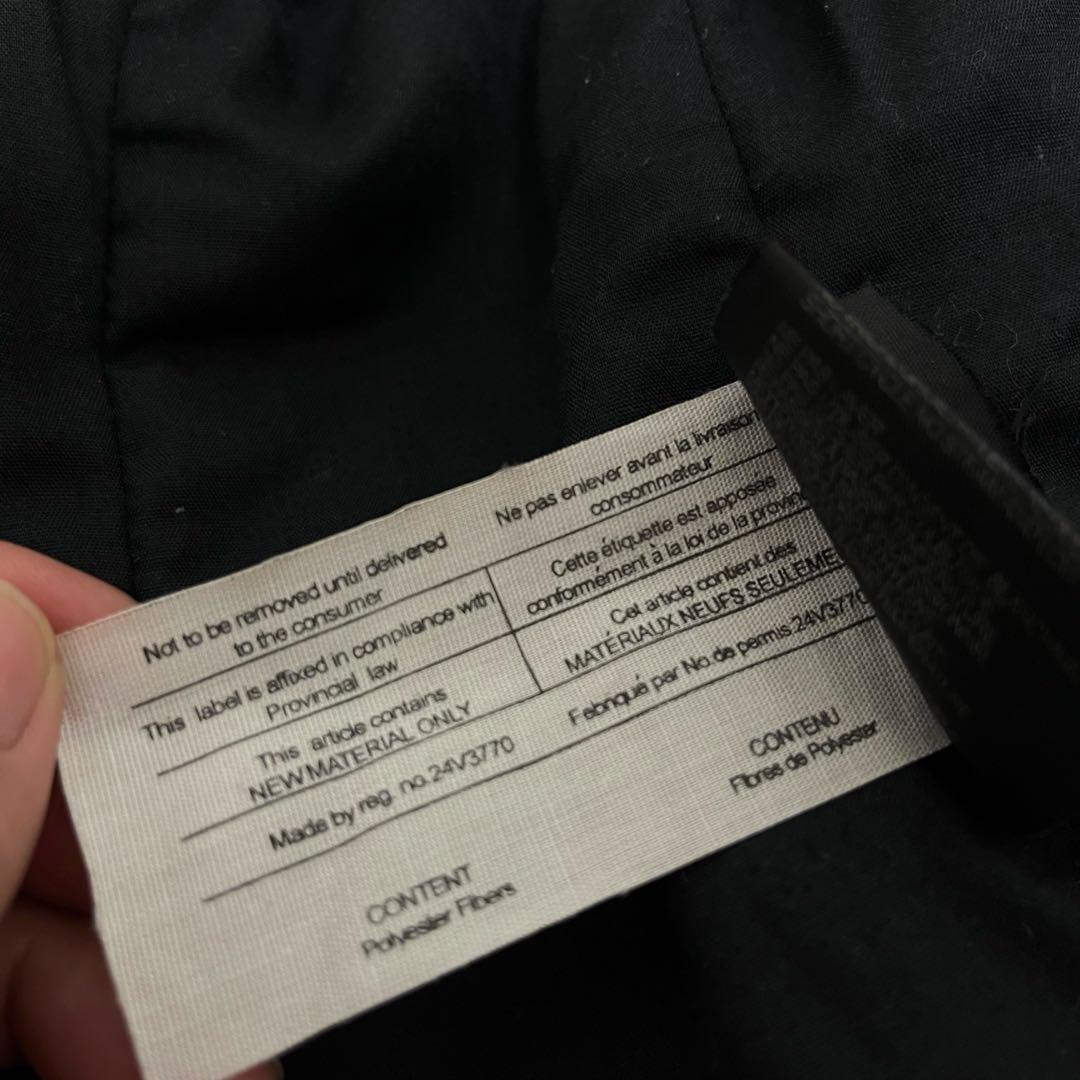 Not to be removed until delivered
to the consumer
This label is affixed in compliance with
Provincial law
This article contains
NEW MATERIAL ONLY
Made by reg. no.24V3770
CONTENT
Polyester Fibers
Ne pas enlever avant la livraison
consommateur
Cette étiquette est apposée
conformément à la loi de la provin
Cet article contient des
MATÉRIAUX NEUFS SEULEME
Fabriqué par No. de permis 24V3770
CONTENU
Fibres de Polyester